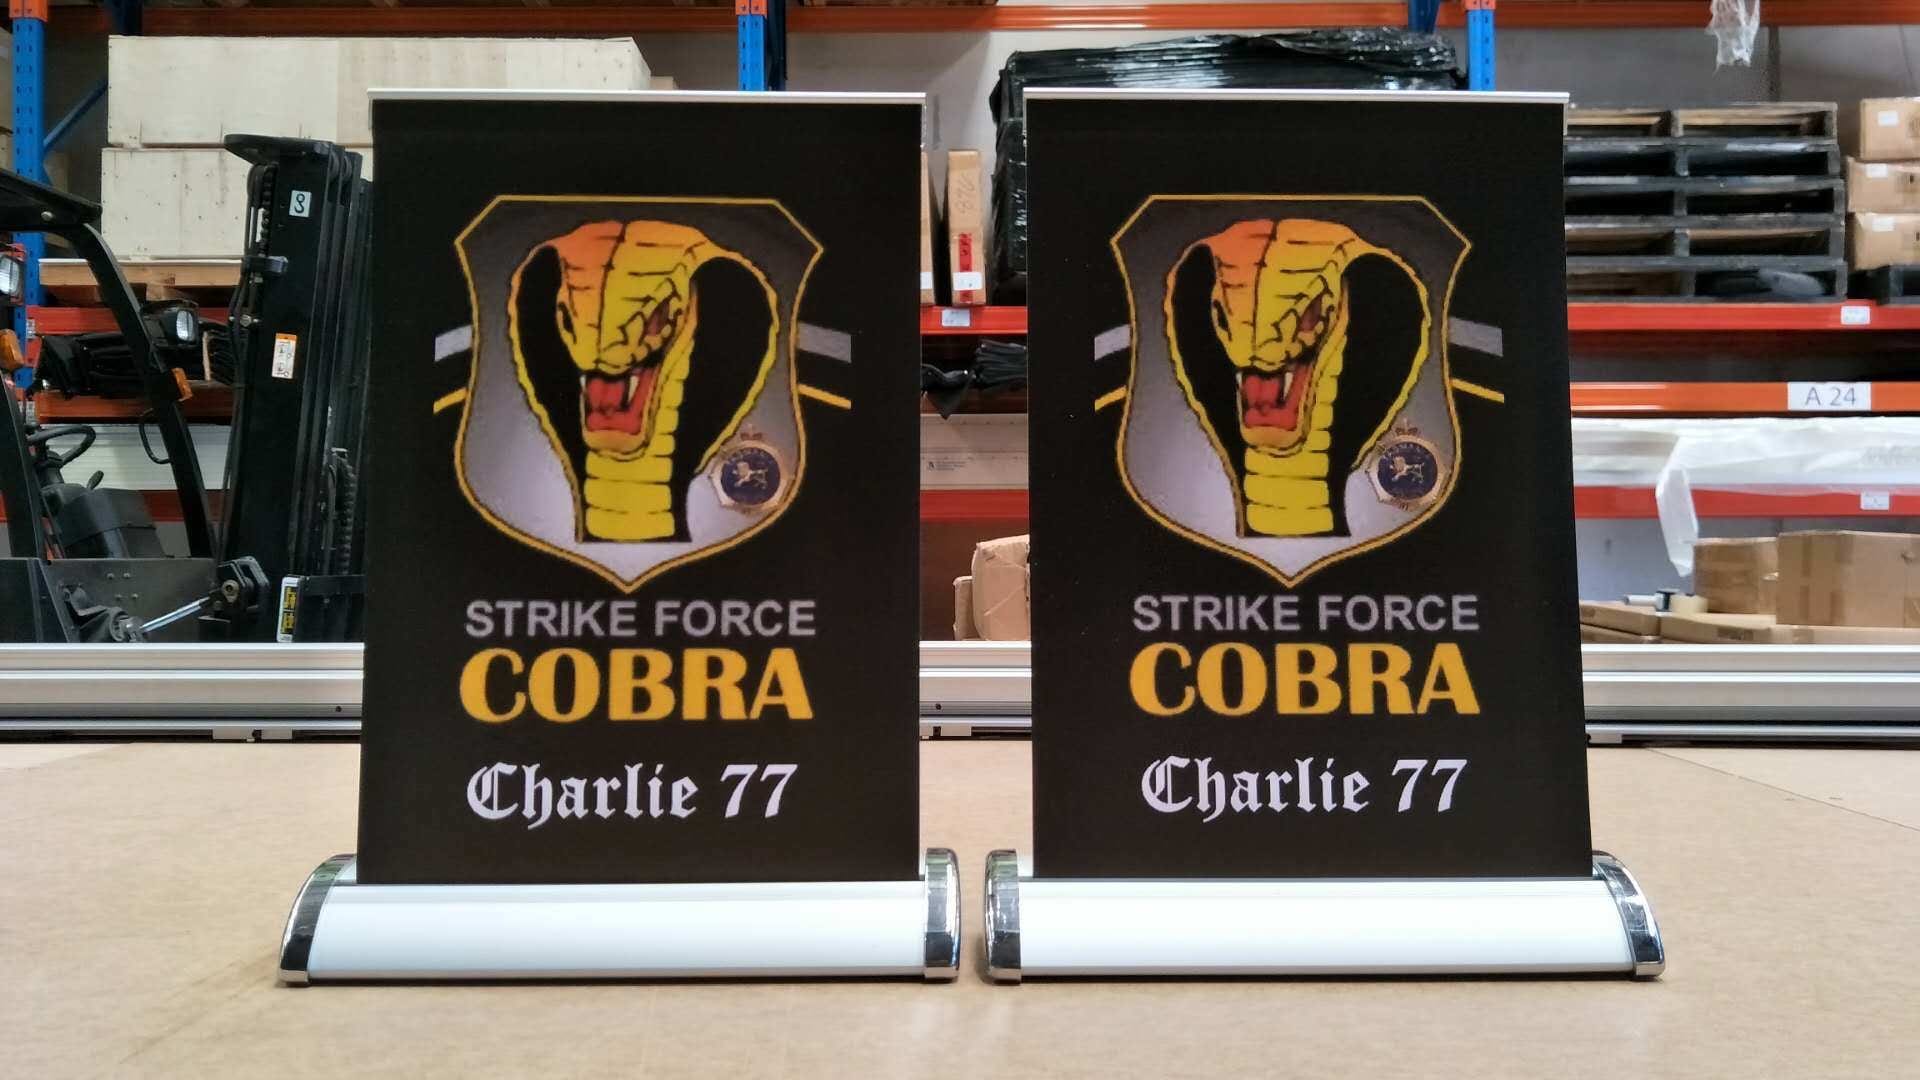 STRIKE FORCE
COBRA
Charlie 77
STRIKE FORCE
COBRA
Charlie 77
A 24